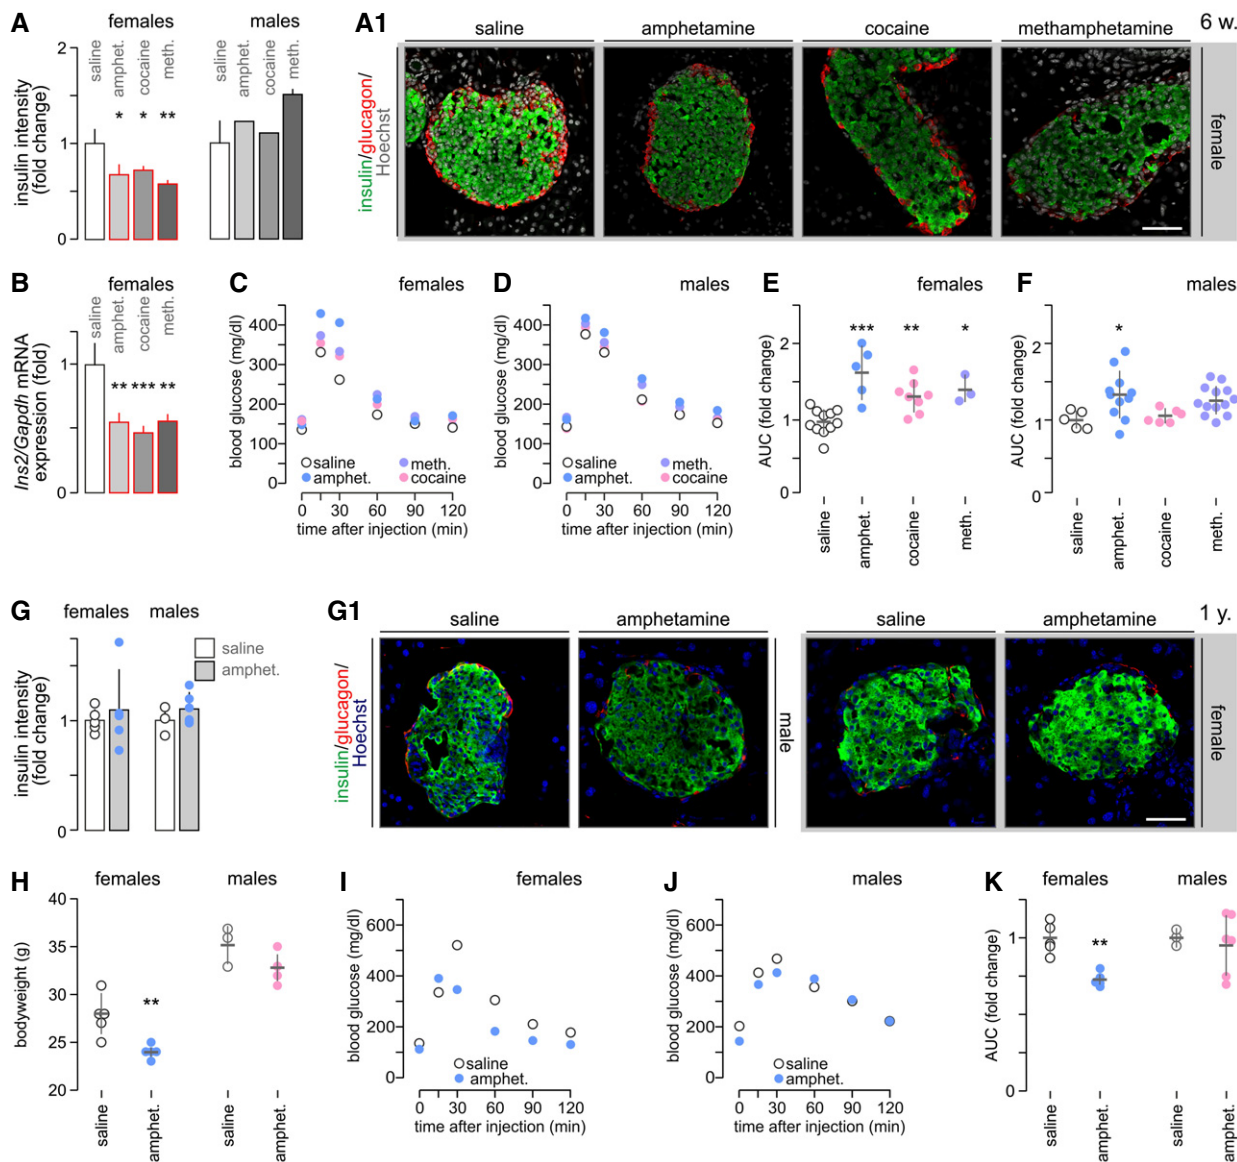 A
females
males
saline
amphet.
cocaine
meth.
saline
amphet.
cocaine
meth.
insulin intensity
(fold change)
2
1
0
*
*
**
A1
saline
amphetamine
cocaine
methamphetamine
6 w.
insulin/glucagon/
Hoechst
female
B
females
saline
amphet.
cocaine
meth.
Ins2/Gapdh mRNA
expression (fold)
1
0
**
***
**
C
females
blood glucose (mg/dl)
400
300
200
100
0
saline
amphet.
meth.
cocaine
0
30
60
90
120
time after injection (min)
D
males
blood glucose (mg/dl)
400
300
200
100
0
saline
amphet.
meth.
cocaine
0
30
60
90
120
time after injection (min)
E
females
AUC (fold change)
2
1
0
***
**
*
saline
amphet.
cocaine
meth.
F
males
AUC (fold change)
2
1
0
*
saline
amphet.
cocaine
meth.
G
females
males
saline
amphet.
insulin intensity
(fold change)
1
0
G1
saline
amphetamine
saline
amphetamine
1 y.
insulin/glucagon/
Hoechst
male
female
H
females
males
bodyweight (g)
40
35
30
25
20
**
saline
amphet.
saline
amphet.
I
females
blood glucose (mg/dl)
600
400
200
0
saline
amphet.
0
30
60
90
120
time after injection (min)
J
males
blood glucose (mg/dl)
600
400
200
0
saline
amphet.
0
30
60
90
120
time after injection (min)
K
females
males
AUC (fold change)
1
0
**
saline
amphet.
saline
amphet.